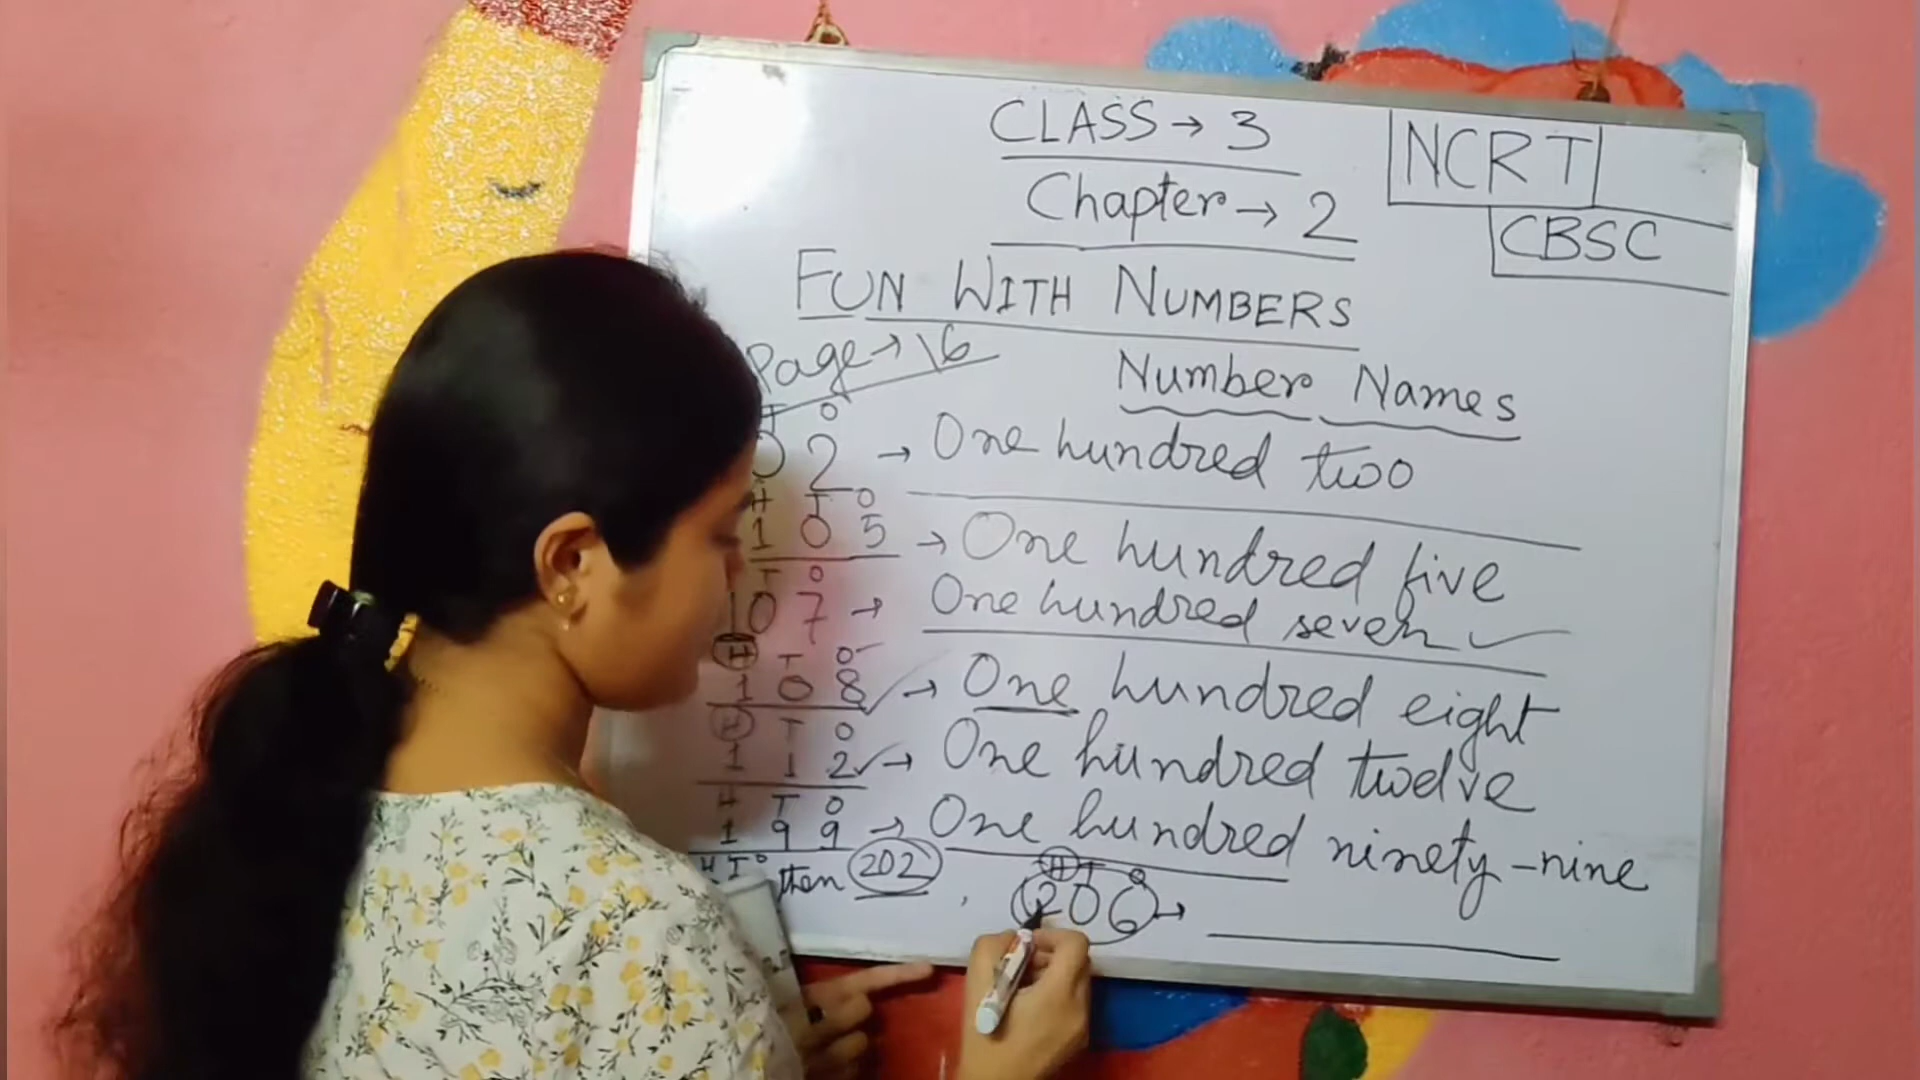 CLASS → 3
NCRT
Chapter → 2
CBSC
FUN WITH NUMBERS
Page → 16
Number Names
T O
0 2 → One hundred two
H T O
1 0 5 → One hundred five
T O
107 → One hundred seven
H T O
1 0 8 → One hundred eight
H T O
1 1 2 → One hundred twelve
H T O
1 9 9 → One hundred ninety-nine
H T O
then 202 ,
H T O
206 →